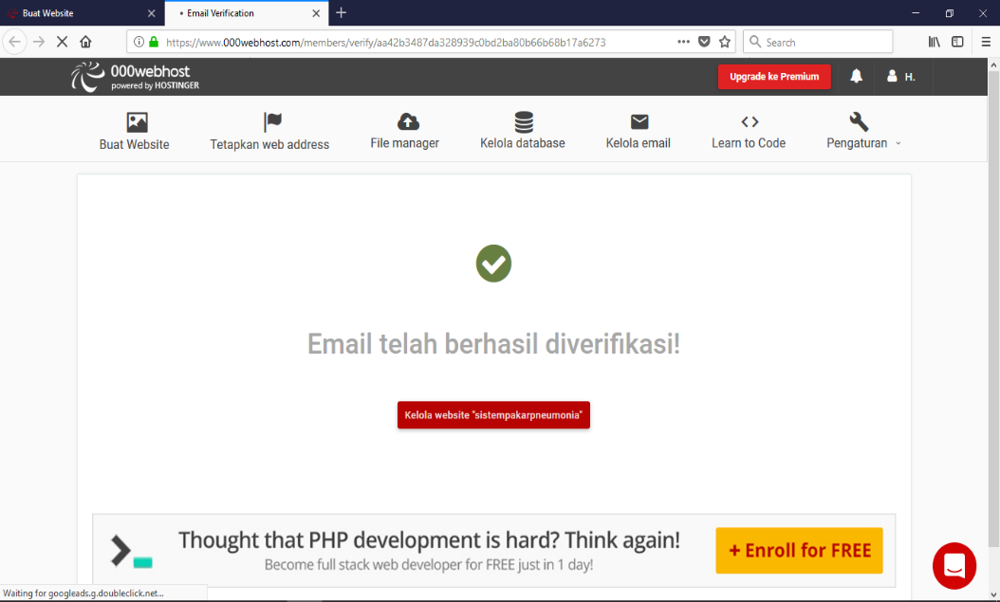 Buat Website
• Email Verification
https://www.000webhost.com/members/verify/aa42b3487da328939c0bd2ba80b66b68b17a6273
Search
000webhost
powered by HOSTINGER
Upgrade ke Premium
H.
Buat Website
Tetapkan web address
File manager
Kelola database
Kelola email
Learn to Code
Pengaturan
Email telah berhasil diverifikasi!
Kelola website "sistempakarpneumonia"
Thought that PHP development is hard? Think again!
Become full stack web developer for FREE just in 1 day!
+ Enroll for FREE
Waiting for googleads.g.doubleclick.net...